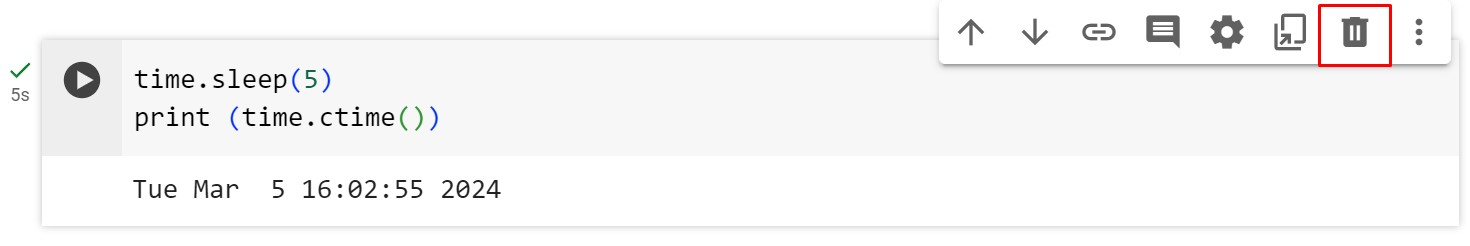 5s
time.sleep(5)
print (time.ctime())
Tue Mar  5 16:02:55 2024